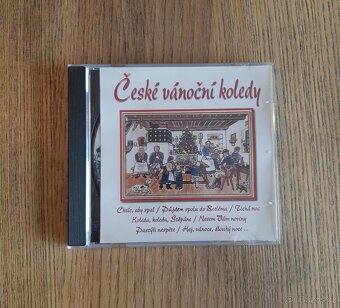 České vánoční koledy
Chtíc, aby spal / Půjdem spolu do Betléma / Tichá noc
Koleda, koleda, Štěpáne / Nesem Vám noviny
Pastýři nespěte / Hej, vánoce, dlouhý noce ...